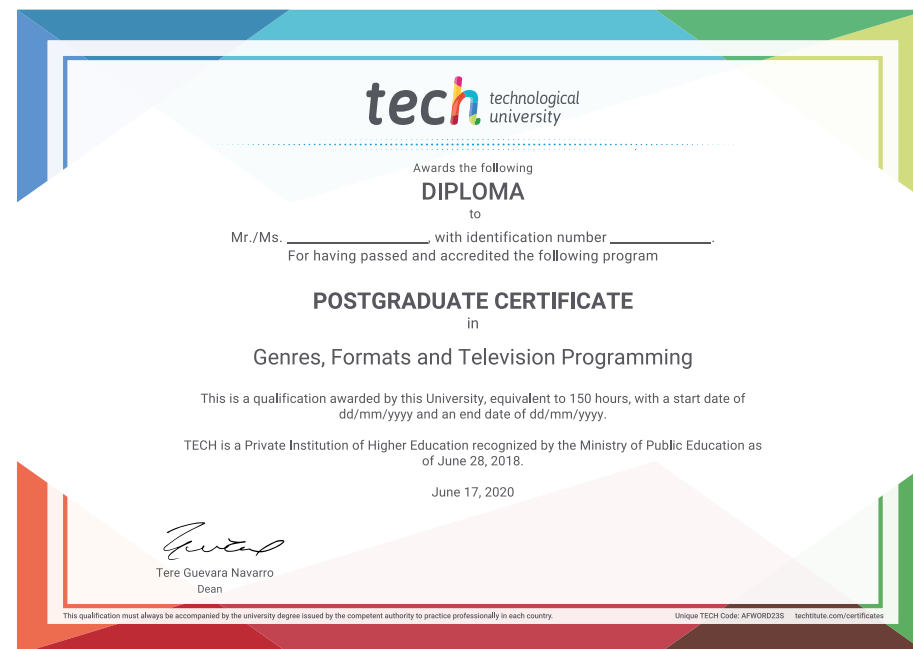 tech technological
university
Awards the following
DIPLOMA
to
Mr./Ms. ____________, with identification number ____________.
For having passed and accredited the following program
POSTGRADUATE CERTIFICATE
in
Genres, Formats and Television Programming
This is a qualification awarded by this University, equivalent to 150 hours, with a start date of
dd/mm/yyyy and an end date of dd/mm/yyyy.
TECH is a Private Institution of Higher Education recognized by the Ministry of Public Education as
of June 28, 2018.
June 17, 2020
Tere Guevara Navarro
Dean
This qualification must always be accompanied by the university degree issued by the competent authority to practice professionally in each country. Unique TECH Code: AFWORD23S techtitute.com/certificates